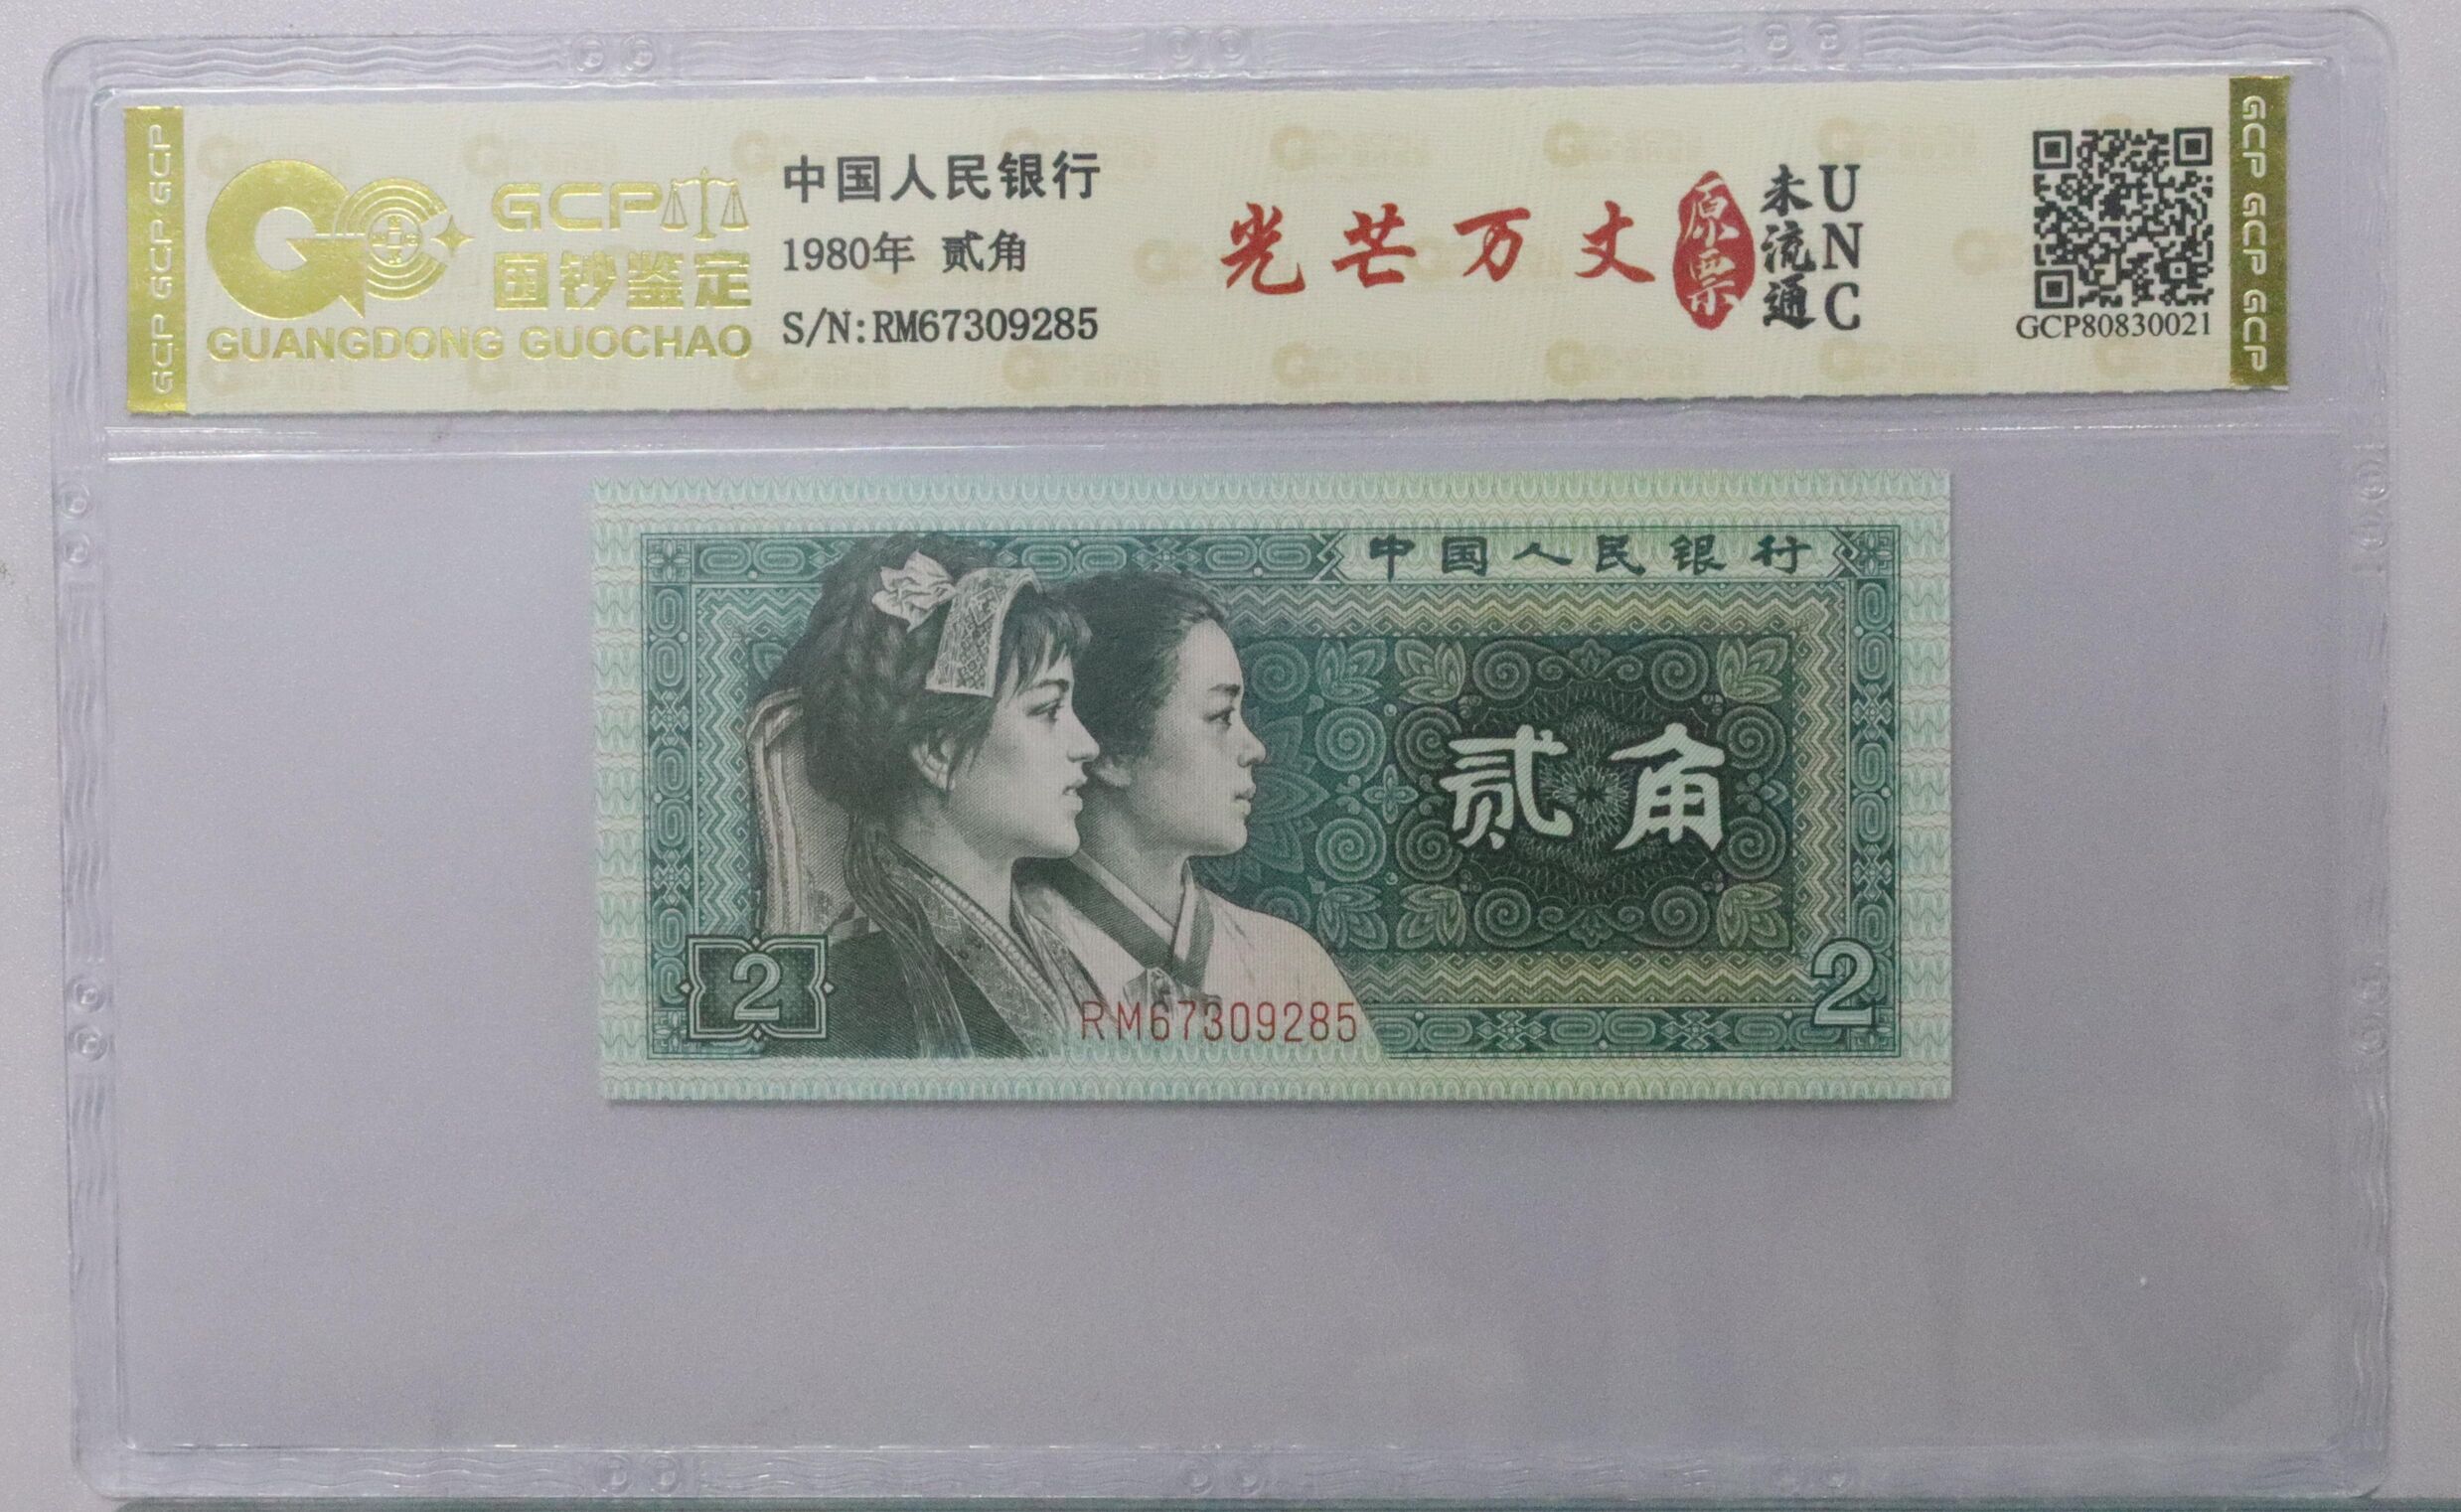 GCP GCP GCP
GCP
国钞鉴定
GUANGDONG GUOCHAO
中国人民银行
1980年 贰角
S/N:RM67309285
光芒万丈
原票
未流通
UNC
GCP80830021
GCP GCP GCP
中国人民银行
贰角
2
RM67309285
2